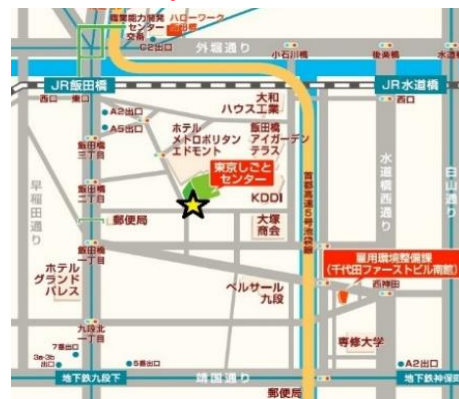 職業能力開発
センター
ハローワーク
飯田橋
交番
C2出口
外堀通り
小石川橋
後楽橋
JR飯田橋
JR水道橋
西口
東口
西口
A2出口
A5出口
大和
ハウス工業
ホテル
メトロポリタン
エドモント
飯田橋
アイガーデン
テラス
飯田橋
三丁目
東京しごと
センター
早稲田通り
飯田橋
二丁目
KDDI
首都高速5号池袋線
水道橋西通り
白山通り
郵便局
大塚
商会
飯田橋
一丁目
雇用環境整備課
(千代田ファーストビル南館)
ホテル
グランド
パレス
ベルサール
九段
西神田
九段北
一丁目
専修大学
7番出口
3a・3b
出口
5番出口
A2出口
地下鉄九段下
靖国通り
地下鉄神保町
郵便局